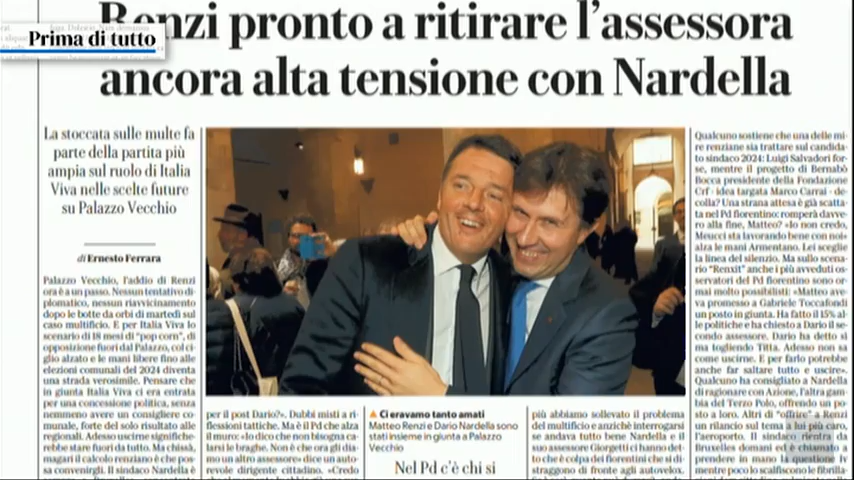 Prima di tutto
Renzi pronto a ritirare l'assessora
ancora alta tensione con Nardella
La stoccata sulle multe fa
parte della partita più
ampia sul ruolo di Italia
Viva nelle scelte future
su Palazzo Vecchio
di Ernesto Ferrara
Palazzo Vecchio, l'addio di Renzi
ora è a un passo. Nessun tentativo di-
plomatico, nessun riavvicinamento
dopo le botte da orbi di martedì sul
caso multificio. E per Italia Viva lo
scenario di 18 mesi di "pop corn", di
opposizione fuori dal Palazzo, col ci-
glio alzato e le mani libere fino alle
elezioni comunali del 2024 diventa
una strada verosimile. Pensare che
in giunta Italia Viva ci era entrata
per una concessione politica, senza
nemmeno avere un consigliere co-
munale, forte del solo risultato alle
regionali. Adesso uscirne significhe-
rebbe stare fuori da tutto. Ma chissà,
magari il calcolo renziano è che pos-
sa convenirgli. Il sindaco Nardella è
per il post Dario?». Dubbi misti a ri-
flessioni tattiche. Ma è il Pd che alza
il muro: «Io dico che non bisogna ca-
larsi le braghe. Non è che ora gli dia-
mo un altro assessore» dice un auto-
revole dirigente cittadino. «Credo
Ci eravamo tanto amati
Matteo Renzi e Dario Nardella sono
stati insieme in giunta a Palazzo
Vecchio
Nel Pd c'è chi si
più abbiamo sollevato il problema
del multificio e anziché interrogarsi
se andava tutto bene Nardella e il
suo assessore Giorgetti ci hanno det-
to che è colpa dei fiorentini che si di-
straggono di fronte agli autovelox.
Qualcuno sostiene che una delle mi-
re renziane sia trattare sul candida-
to sindaco 2024: Luigi Salvadori for-
se, mentre il progetto di Bernabò
Bocca presidente della Fondazione
Crf - idea targata Marco Carrai - de-
colla? Una strana attesa è già scatta-
ta nel Pd fiorentino: romperà davve-
ro alla fine, Matteo? «Io non credo,
Meucci sta lavorando bene con noi»
alza le mani Armentano. Lei sceglie
la linea del silenzio. Ma sullo scena-
rio "Renxit" anche i più avveduti os-
servatori del Pd fiorentino sono or-
mai molto possibilisti: «Matteo ave-
va promesso a Gabriele Toccafondi
un posto in giunta. Ha fatto il 15% al-
le politiche e ha chiesto a Dario il se-
condo assessore. Dario ha detto sì
ma togliendo Titta. Adesso non sa
come uscirne. E per farlo potrebbe
anche far saltare tutto e uscire».
Qualcuno ha consigliato a Nardella
di ragionare con Azione, l'altra gam-
bia del Terzo Polo, offrendo un po-
sto a loro. Altri di "offrire" a Renzi
un rilancio sul tema a lui più caro,
l'aeroporto. Il sindaco rientra da
Bruxelles domani ed è chiamato a
prendere in mano la questione Iv
mentre poco lo scalfiscono le fibrilla-